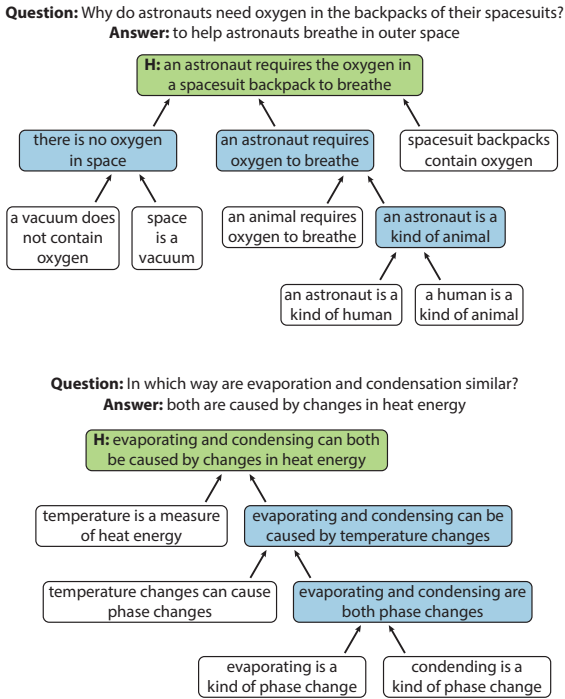 Question: Why do astronauts need oxygen in the backpacks of their spacesuits?
Answer: to help astronauts breathe in outer space
H: an astronaut requires the oxygen in
a spacesuit backpack to breathe
there is no oxygen
in space
an astronaut requires
oxygen to breathe
spacesuit backpacks
contain oxygen
a vacuum does
not contain
oxygen
space
is a
vacuum
an animal requires
oxygen to breathe
an astronaut is a
kind of animal
an astronaut is a
kind of human
a human is a
kind of animal
Question: In which way are evaporation and condensation similar?
Answer: both are caused by changes in heat energy
H: evaporating and condensing can both
be caused by changes in heat energy
temperature is a measure
of heat energy
evaporating and condensing can be
caused by temperature changes
temperature changes can cause
phase changes
evaporating and condensing are
both phase changes
evaporating is a
kind of phase change
condending is a
kind of phase change